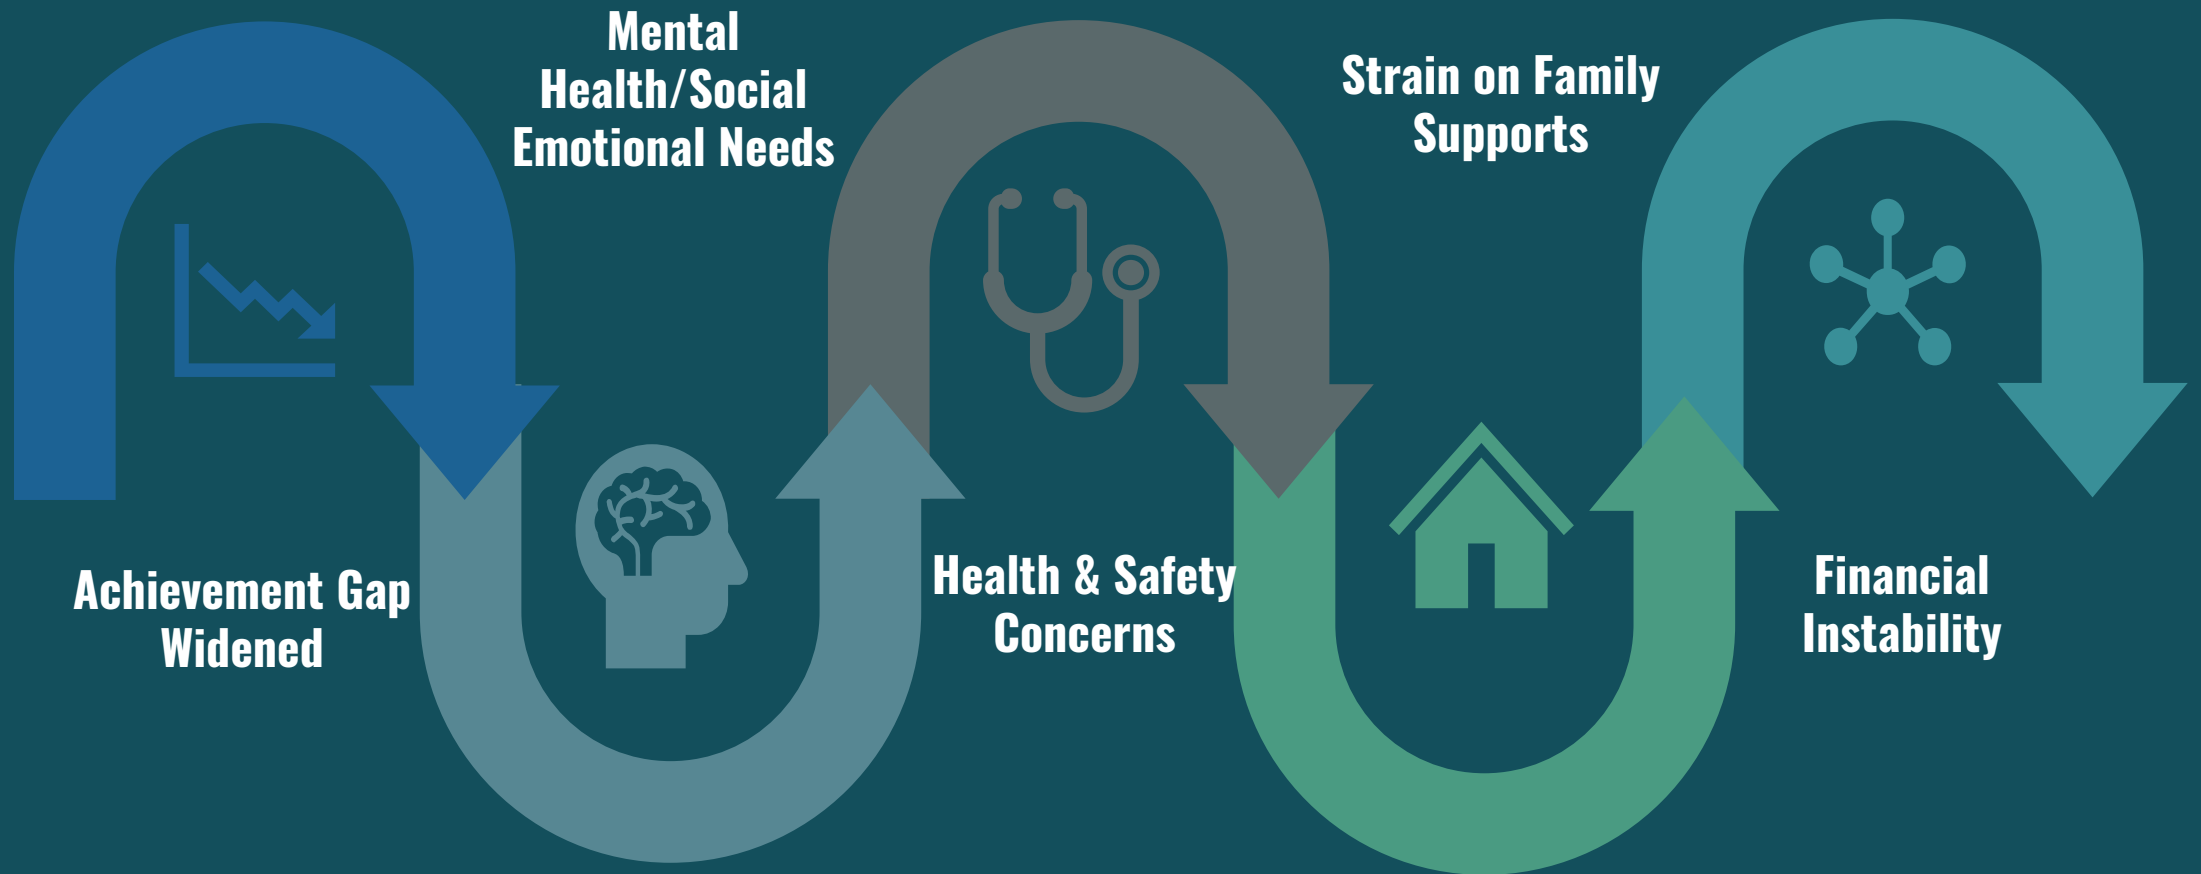 Achievement Gap
Widened
Mental
Health/Social
Emotional Needs
Health & Safety
Concerns
Strain on Family
Supports
Financial
Instability